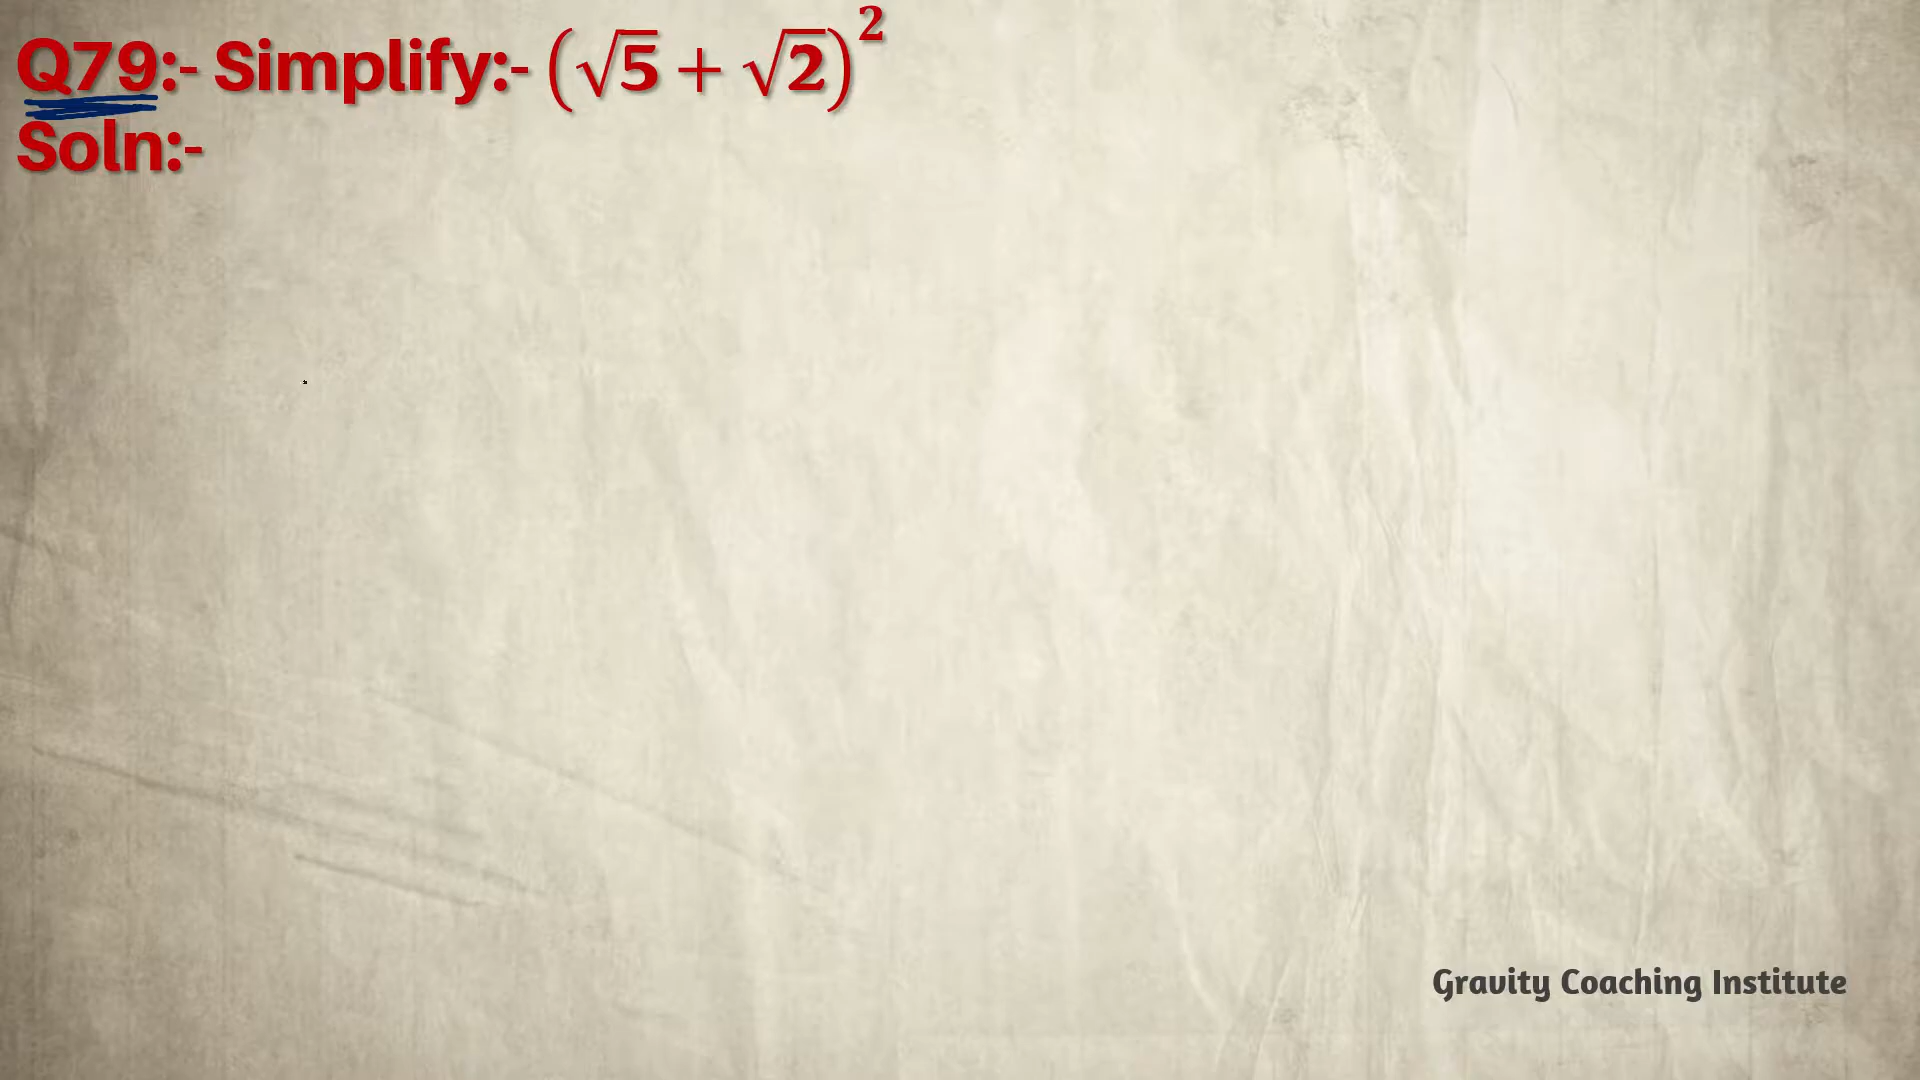 Q79:- Simplify:- (√5 + √2)²
Soln:-
Gravity Coaching Institute